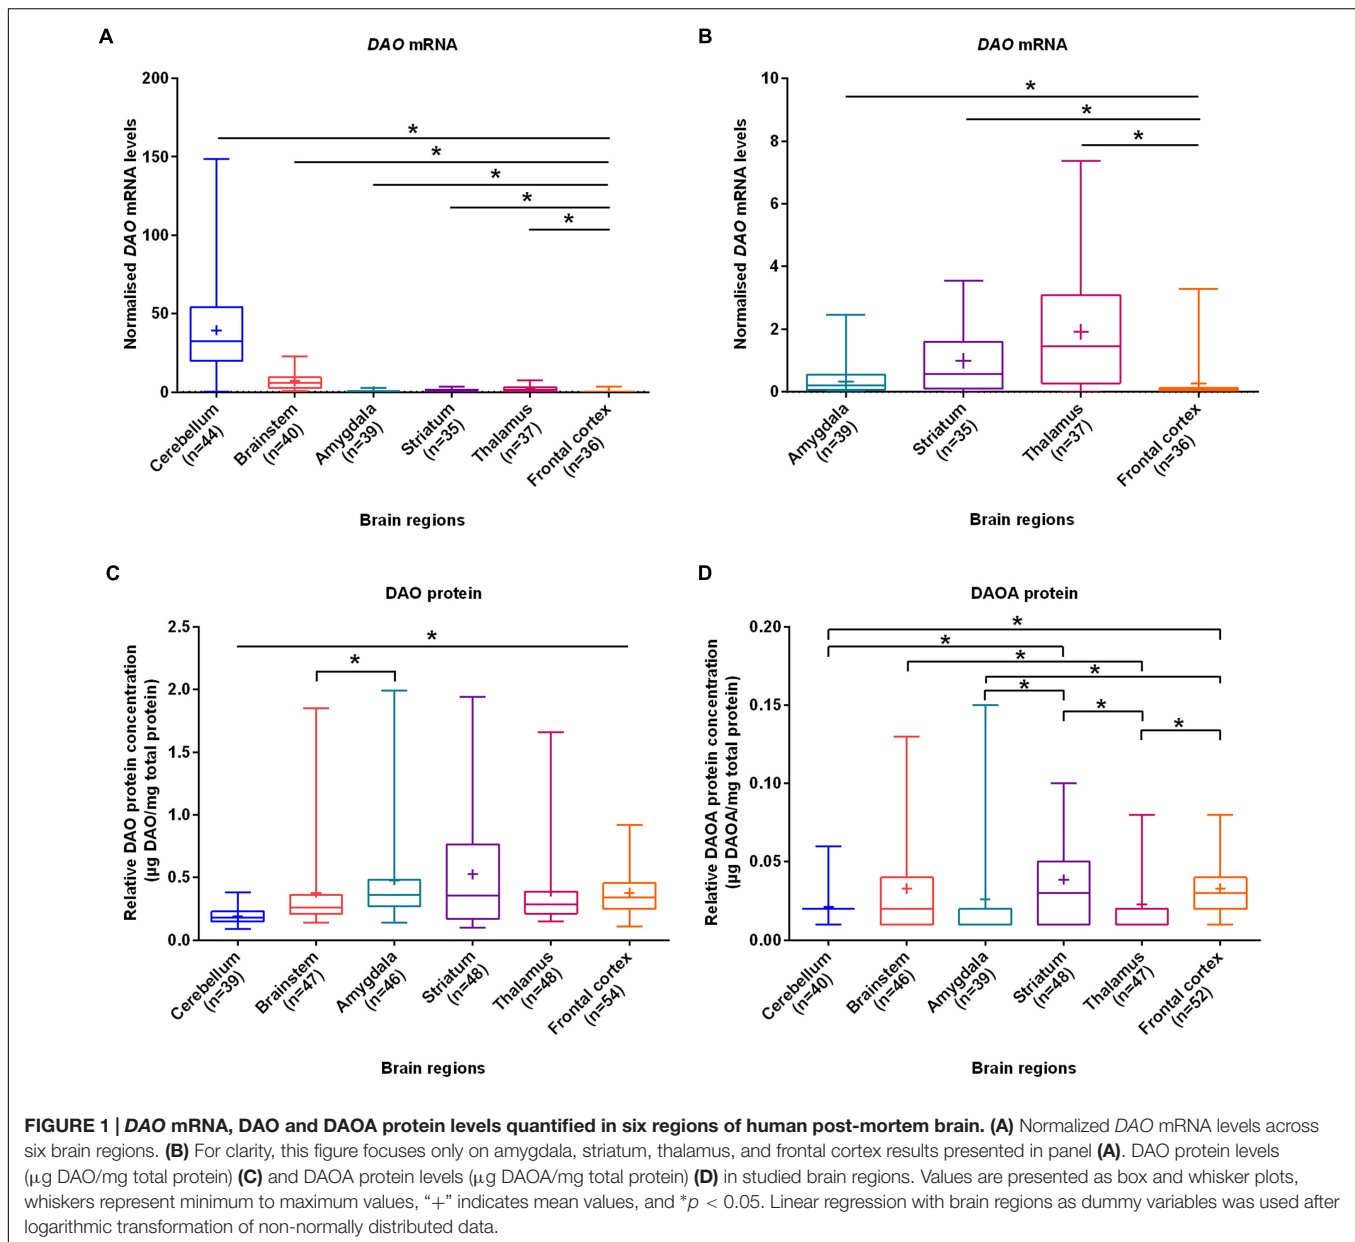 A
DAO mRNA
Normalised DAO mRNA levels
200
150
100
50
0
*
*
*
*
*
Cerebellum
(n=44)
Brainstem
(n=40)
Amygdala
(n=39)
Striatum
(n=35)
Thalamus
(n=37)
Frontal cortex
(n=36)
Brain regions
B
DAO mRNA
Normalised DAO mRNA levels
10
8
6
4
2
0
*
*
*
Amygdala
(n=39)
Striatum
(n=35)
Thalamus
(n=37)
Frontal cortex
(n=36)
Brain regions
C
DAO protein
Relative DAO protein concentration
(µg DAO/mg total protein)
2.5
2.0
1.5
1.0
0.5
0.0
*
*
Cerebellum
(n=39)
Brainstem
(n=47)
Amygdala
(n=46)
Striatum
(n=48)
Thalamus
(n=48)
Frontal cortex
(n=54)
Brain regions
D
DAOA protein
Relative DAOA protein concentration
(µg DAOA/mg total protein)
0.20
0.15
0.10
0.05
0.00
*
*
*
*
*
*
*
Cerebellum
(n=40)
Brainstem
(n=46)
Amygdala
(n=39)
Striatum
(n=48)
Thalamus
(n=47)
Frontal cortex
(n=52)
Brain regions
FIGURE 1 | DAO mRNA, DAO and DAOA protein levels quantified in six regions of human post-mortem brain. (A) Normalized DAO mRNA levels across
six brain regions. (B) For clarity, this figure focuses only on amygdala, striatum, thalamus, and frontal cortex results presented in panel (A). DAO protein levels
(µg DAO/mg total protein) (C) and DAOA protein levels (µg DAOA/mg total protein) (D) in studied brain regions. Values are presented as box and whisker plots,
whiskers represent minimum to maximum values, “+” indicates mean values, and *p < 0.05. Linear regression with brain regions as dummy variables was used after
logarithmic transformation of non-normally distributed data.